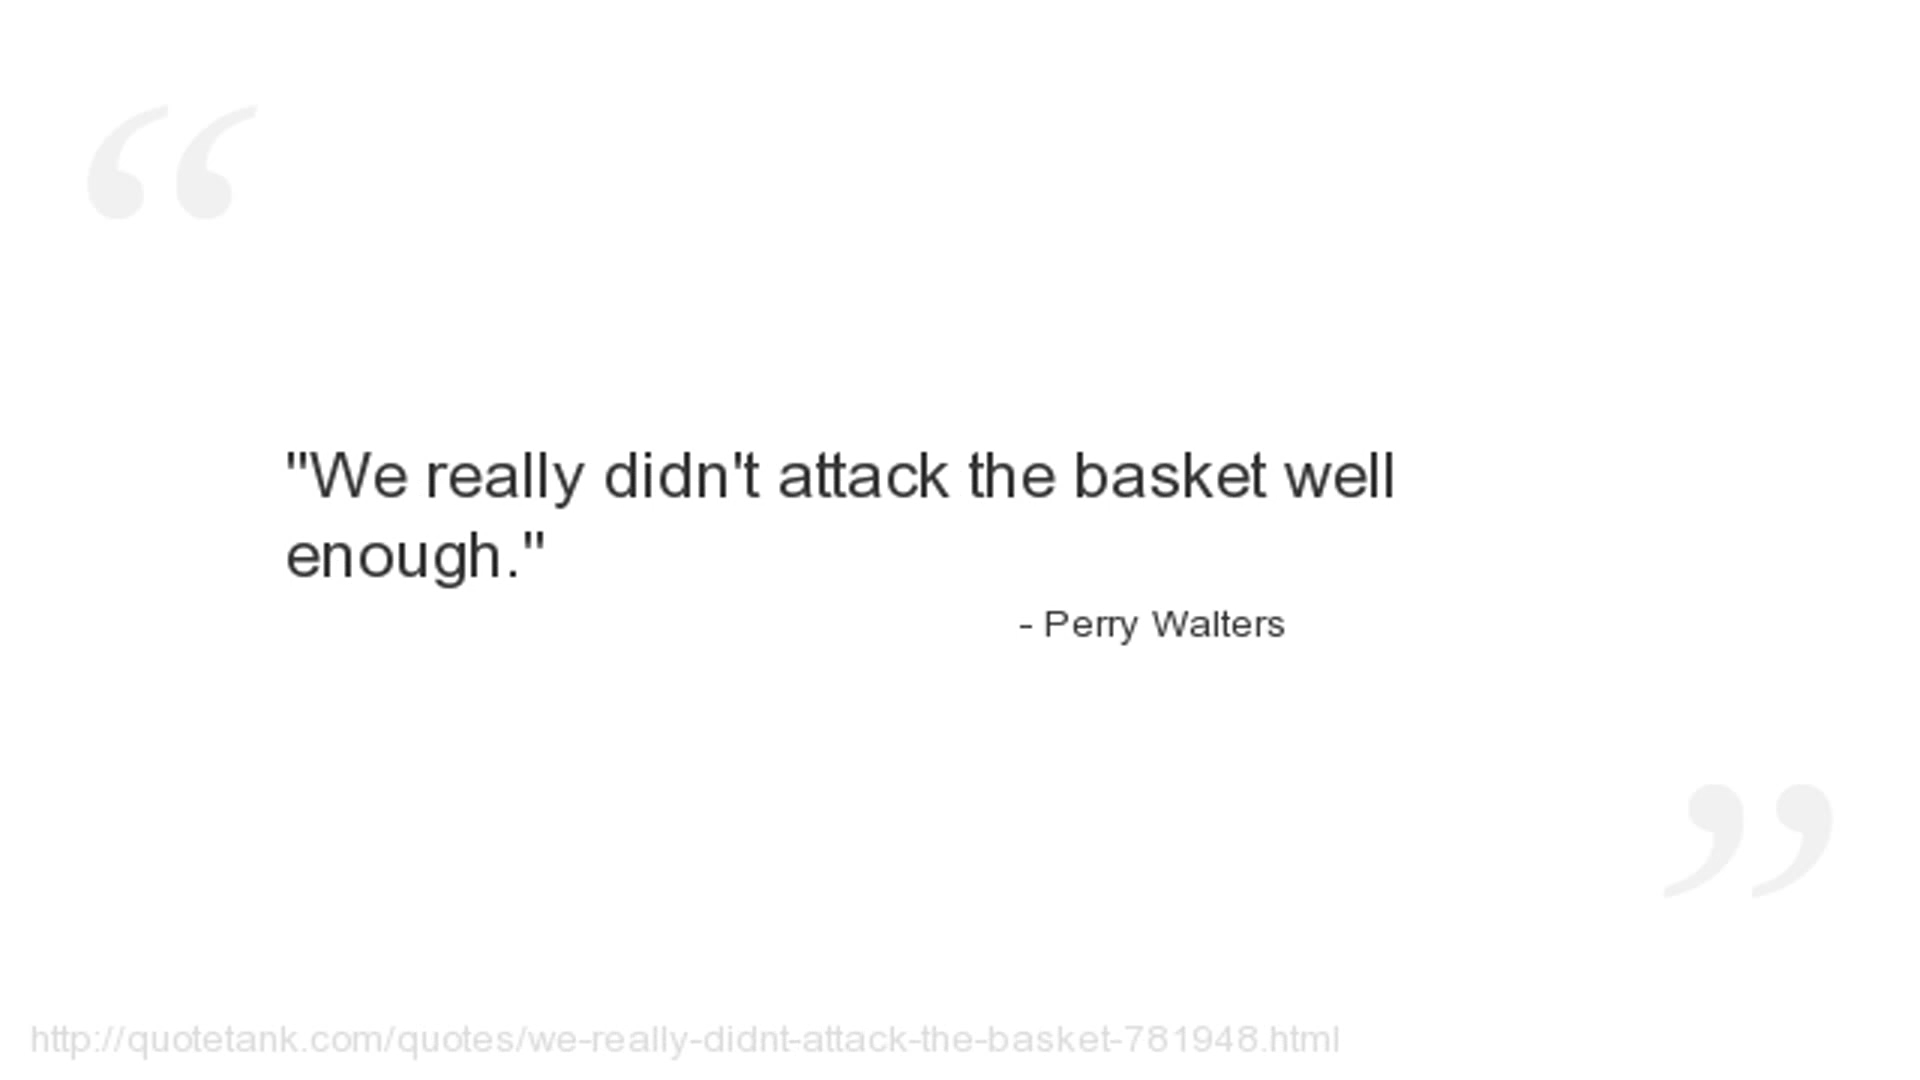 "We really didn't attack the basket well
enough."
- Perry Walters
http://quotetank.com/quotes/we-really-didnt-attack-the-basket-781948.html